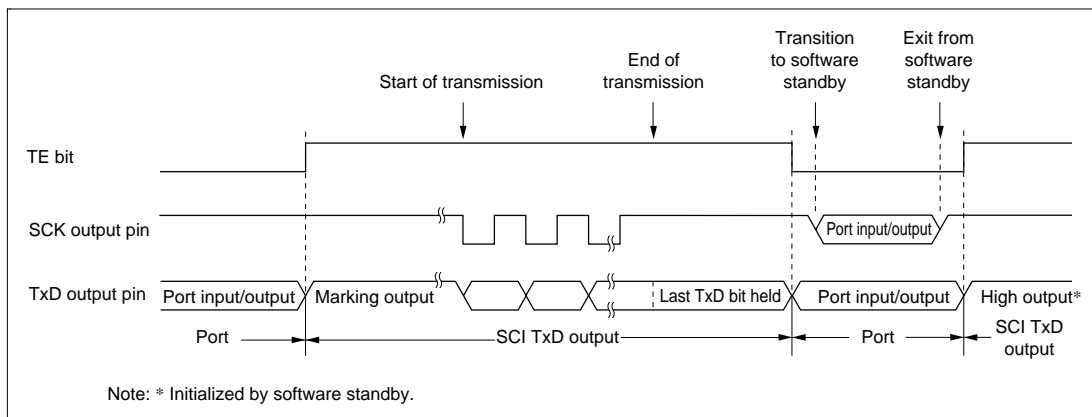 Start of transmission
End of
transmission
Transition
to software
standby
Exit from
software
standby
TE bit
SCK output pin
Port input/output
TxD output pin
Port input/output
Marking output
Last TxD bit held
Port input/output
High output*
Port
SCI TxD output
Port
SCI TxD
output
Note: * Initialized by software standby.